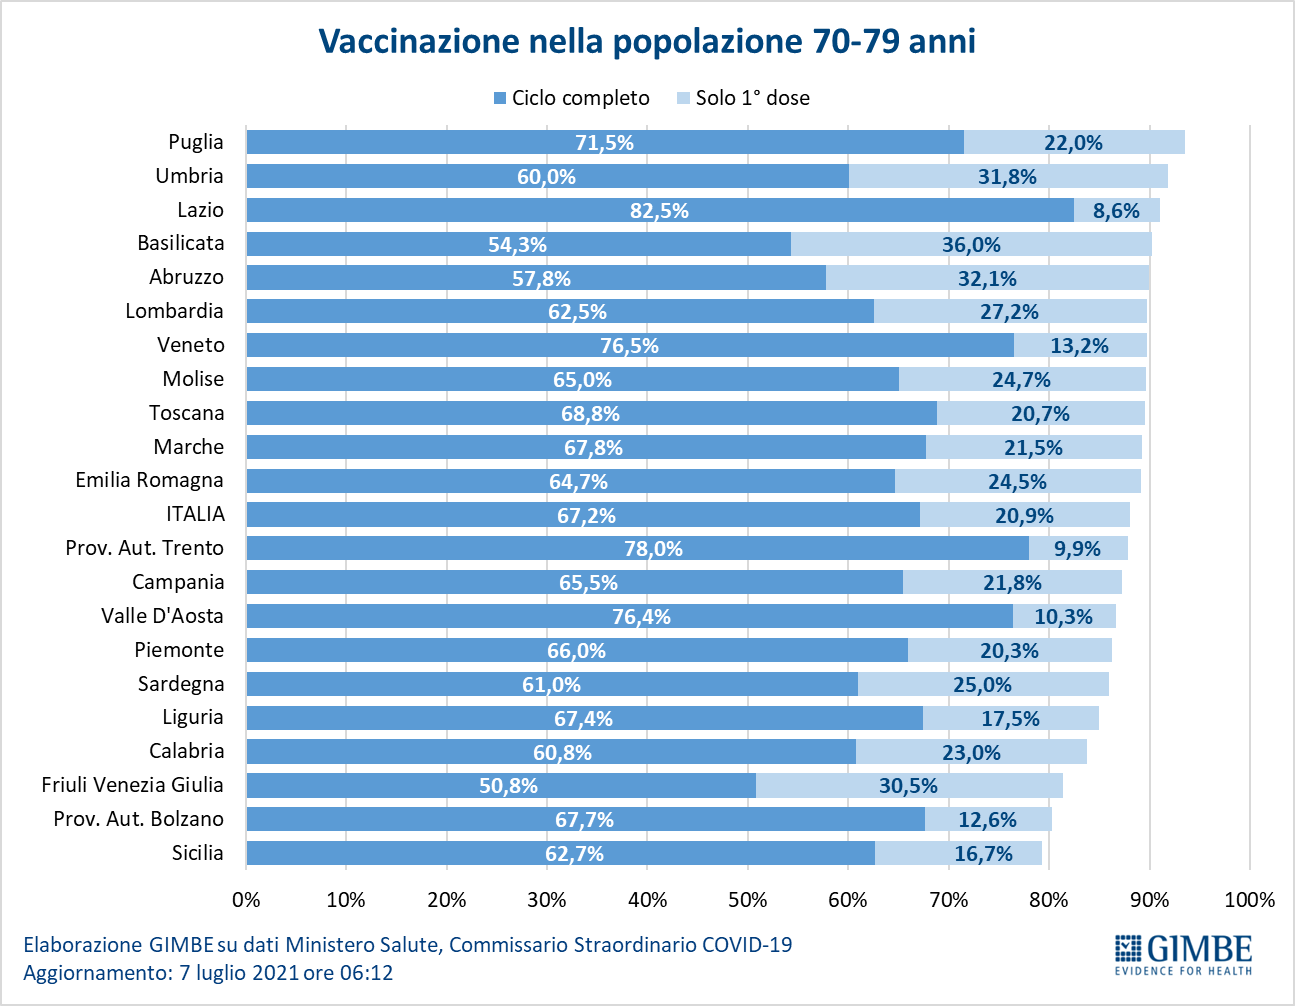 Vaccinazione nella popolazione 70-79 anni
Ciclo completo Solo 1° dose
Puglia 71,5% 22,0%
Umbria 60,0% 31,8%
Lazio 82,5% 8,6%
Basilicata 54,3% 36,0%
Abruzzo 57,8% 32,1%
Lombardia 62,5% 27,2%
Veneto 76,5% 13,2%
Molise 65,0% 24,7%
Toscana 68,8% 20,7%
Marche 67,8% 21,5%
Emilia Romagna 64,7% 24,5%
ITALIA 67,2% 20,9%
Prov. Aut. Trento 78,0% 9,9%
Campania 65,5% 21,8%
Valle D'Aosta 76,4% 10,3%
Piemonte 66,0% 20,3%
Sardegna 61,0% 25,0%
Liguria 67,4% 17,5%
Calabria 60,8% 23,0%
Friuli Venezia Giulia 50,8% 30,5%
Prov. Aut. Bolzano 67,7% 12,6%
Sicilia 62,7% 16,7%
0% 10% 20% 30% 40% 50% 60% 70% 80% 90% 100%
Elaborazione GIMBE su dati Ministero Salute, Commissario Straordinario COVID-19
Aggiornamento: 7 luglio 2021 ore 06:12
GIMBE
EVIDENCE FOR HEALTH